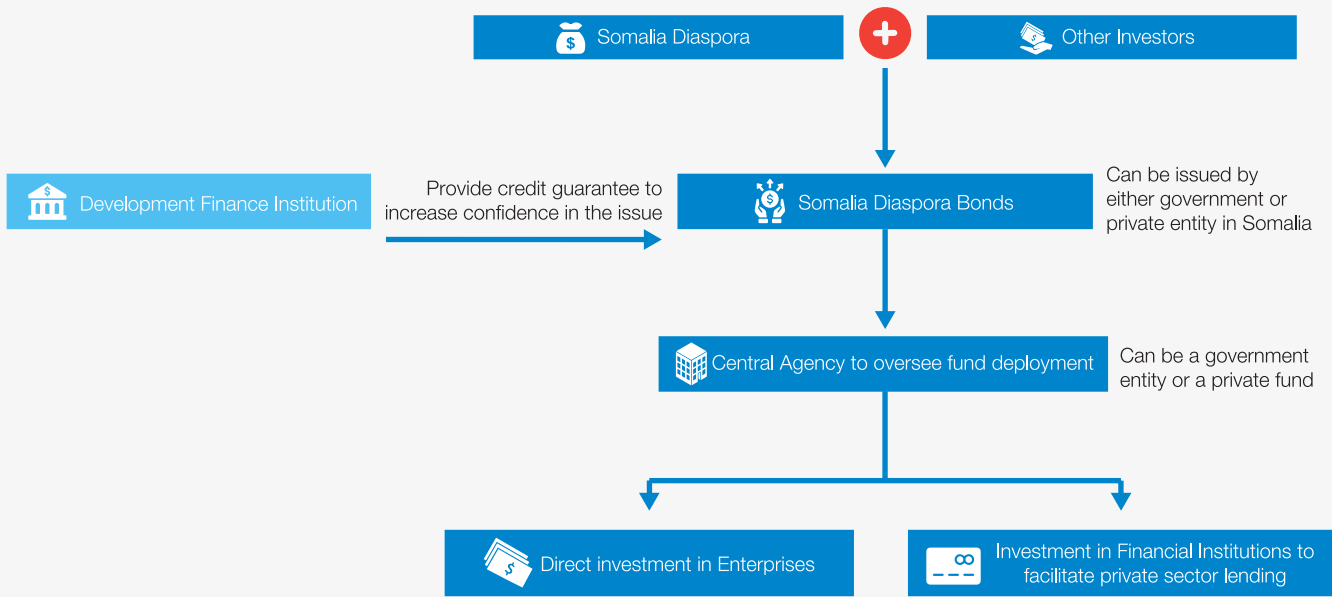 Somalia Diaspora
Other Investors
Development Finance Institution
Provide credit guarantee to
increase confidence in the issue
Somalia Diaspora Bonds
Can be issued by
either government or
private entity in Somalia
Central Agency to oversee fund deployment
Can be a government
entity or a private fund
Direct investment in Enterprises
Investment in Financial Institutions to
facilitate private sector lending